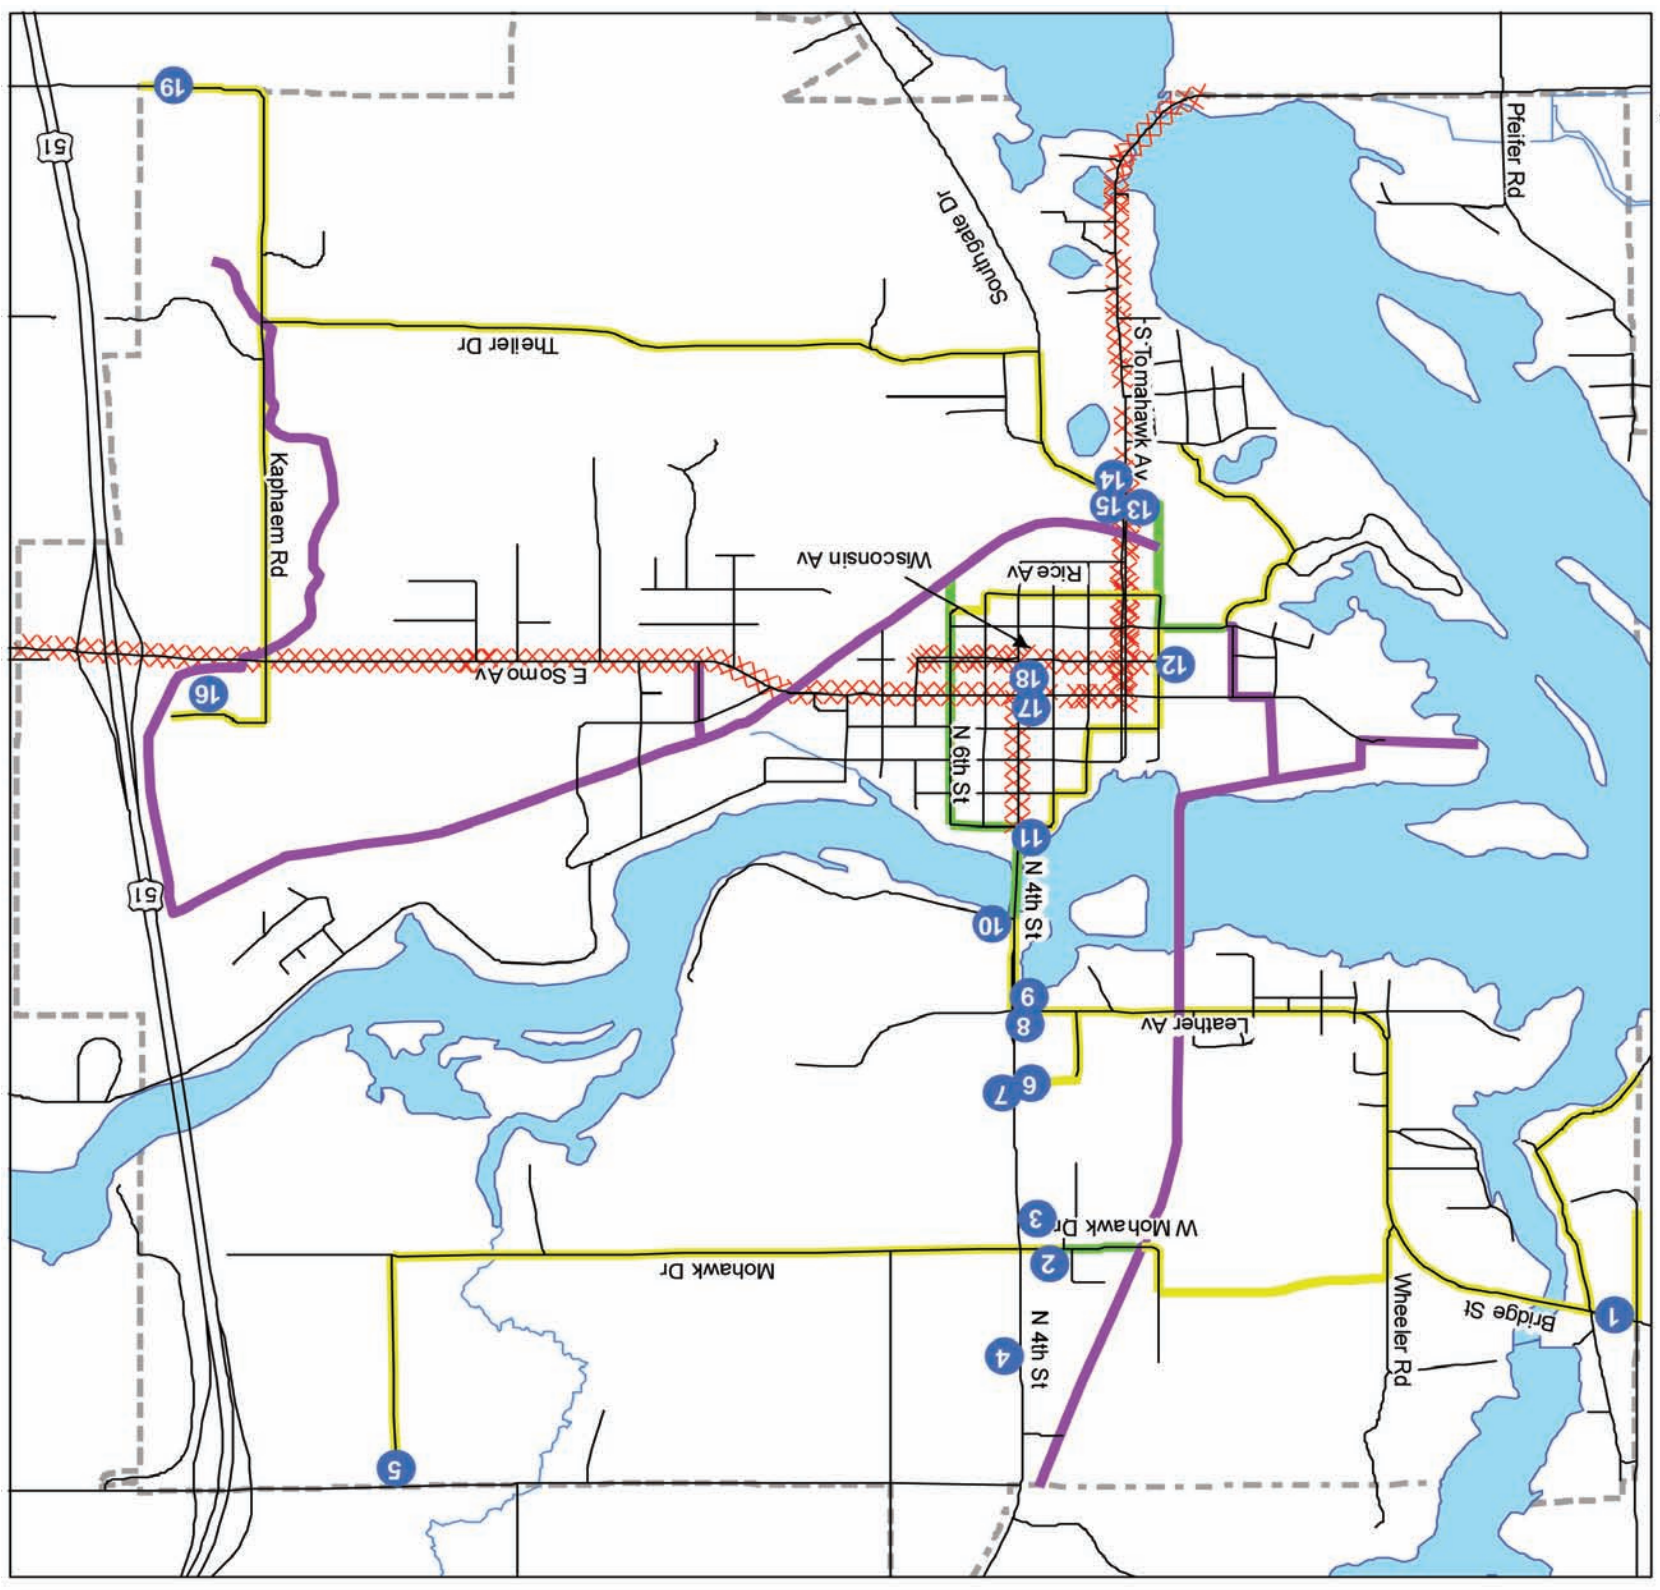 5
4
N 4th St
Wheeler Rd
1
Bridge St
Mohawk Dr
2
W Mohawk Dr
3
7
6
8
Leather Av
9
10
N 4th St
51
11
N 6th St
17
16
18
12
E Somo Av
Wisconsin Av
Rice Av
Kaphaem Rd
13
15
14
S Tomahawk Av
Theiler Dr
Southgate Dr
51
Pfeifer Rd
19